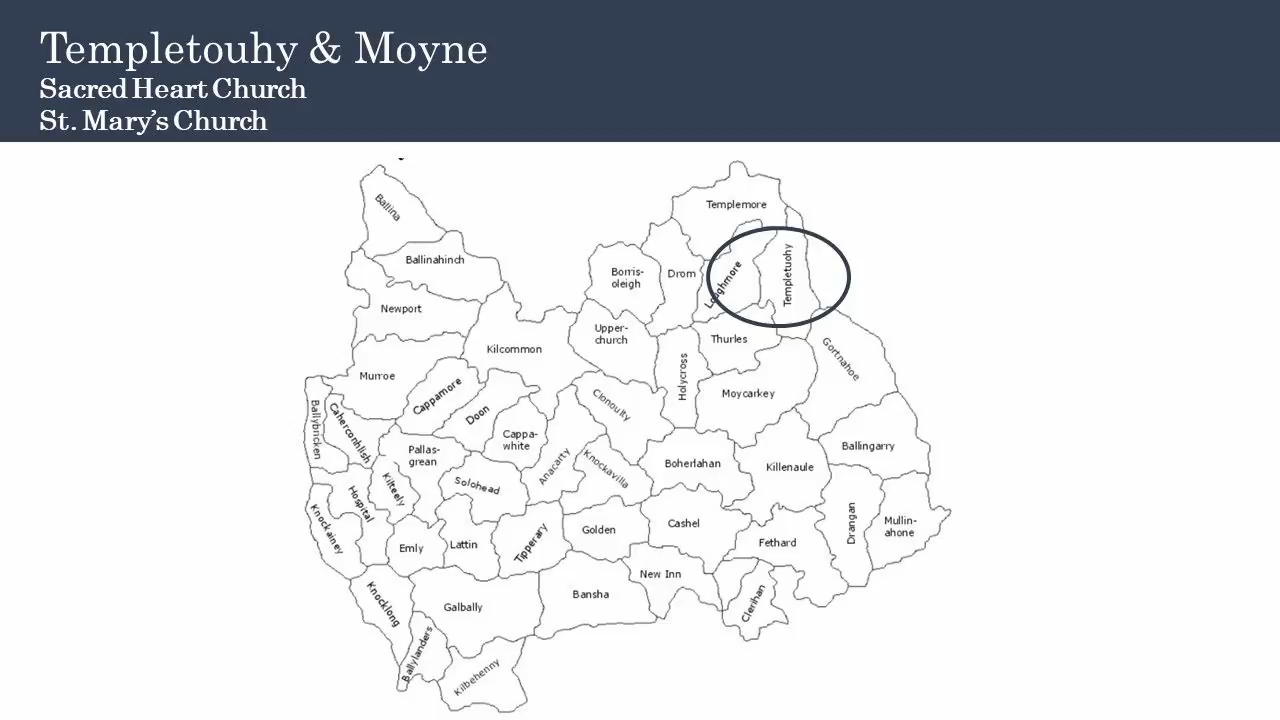 Templetouhy & Moyne
Sacred Heart Church
St. Mary's Church
Ballina
Templemore
Ballinahinch
Borris-
oleigh
Drom
Loughmore
Templetuohy
Newport
Upper-
church
Thurles
Kilcommon
Gortnahoe
Holycross
Murroe
Cappamore
Moycarkey
Clonoulty
Doon
Ballybricken
Caherconhlish
Cappa-
white
Ballingarry
Pallas-
grean
Anacarty
Knockavilla
Boherlahan
Killenaule
Kilteely
Solohead
Hospital
Knockainey
Golden
Cashel
Drangan
Mullin-
ahone
Emly
Lattin
Tipperary
Fethard
New Inn
Knocklong
Galbally
Bansha
Clerihan
Ballylanders
Kilbehenny